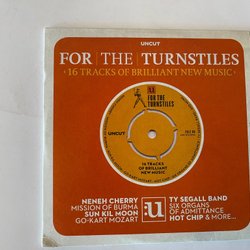 UNCUT
FOR | THE | TURNSTILES
• 16 TRACKS OF BRILLIANT NEW MUSIC •
:U
FOR THE
TURNSTILES
UNCUT
16 TRACKS
OF BRILLIANT
NEW MUSIC
NENEH CHERRY
MISSION OF BURMA
SUN KIL MOON
GO-KART MOZART
:U
TY SEGALL BAND
SIX ORGANS
OF ADMITTANCE
HOT CHIP & MORE...